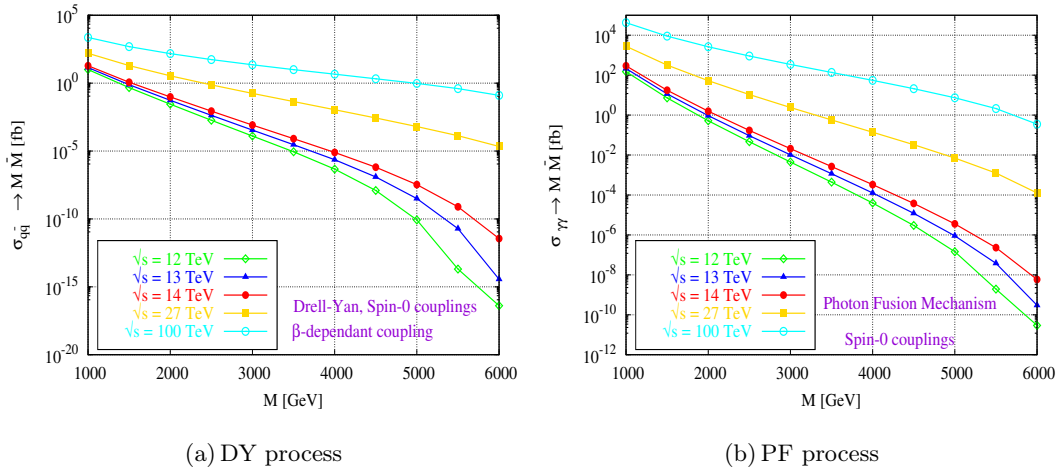 σqq̄ → M M̄ [fb]
10^5
10^0
10^-5
10^-10
10^-15
10^-20
√s = 12 TeV
√s = 13 TeV
√s = 14 TeV
√s = 27 TeV
√s = 100 TeV
Drell-Yan, Spin-0 couplings
β-dependant coupling
1000 2000 3000 4000 5000 6000
M [GeV]
(a) DY process
σ γγ → M M̄ [fb]
10^4
10^2
10^0
10^-2
10^-4
10^-6
10^-8
10^-10
10^-12
√s = 12 TeV
√s = 13 TeV
√s = 14 TeV
√s = 27 TeV
√s = 100 TeV
Photon Fusion Mechanism
Spin-0 couplings
1000 2000 3000 4000 5000 6000
M [GeV]
(b) PF process